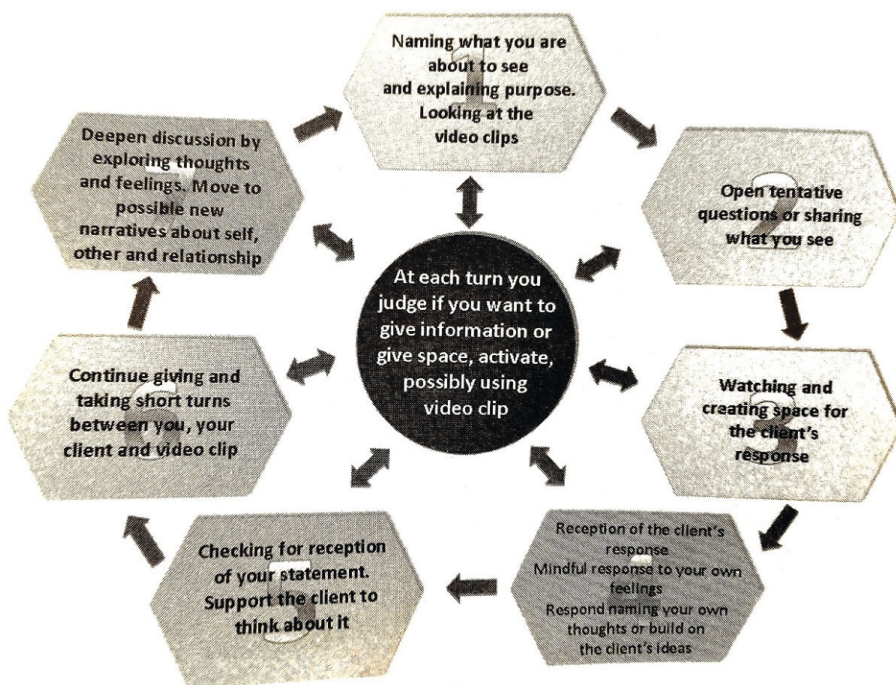 1
Naming what you are
about to see
and explaining purpose.
Looking at the
video clips
2
Open tentative
questions or sharing
what you see
3
Watching and
creating space for
the client's
response
Reception of the client's
response
Mindful response to your own
feelings
Respond naming your own
thoughts or build on
the client's ideas
5
Checking for reception
of your statement.
Support the client to
think about it
6
Continue giving and
taking short turns
between you, your
client and video clip
7
Deepen discussion by
exploring thoughts
and feelings. Move to
possible new
narratives about self,
other and relationship
At each turn you
judge if you want to
give information or
give space, activate,
possibly using
video clip